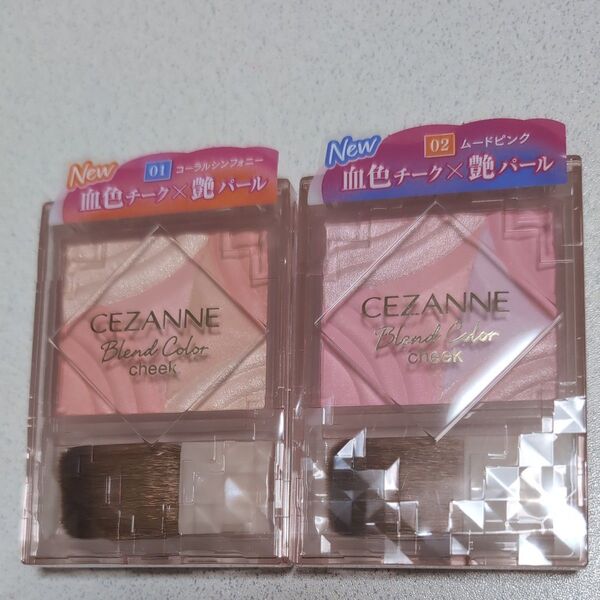 New
01 コーラルシンフォニー
血色チーク×艶パール
CEZANNE
Blend Color
cheek
New
02 ムードピンク
血色チーク×艶パール
CEZANNE
Blend Color
cheek